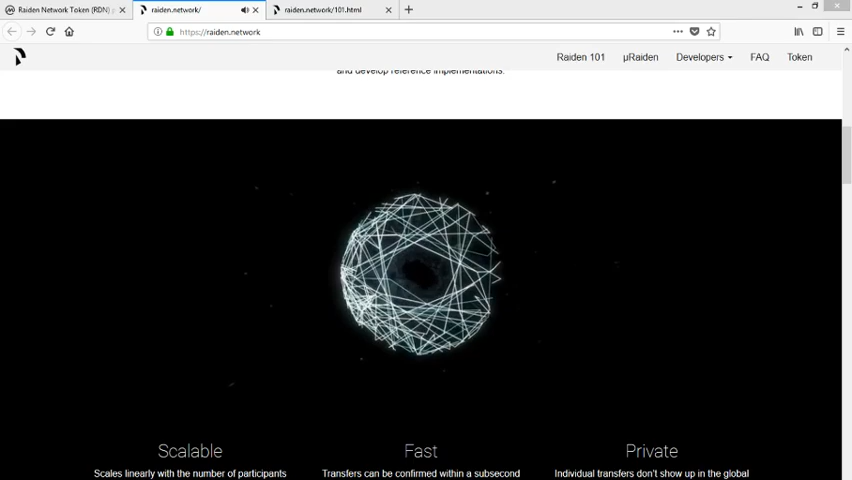 Raiden Network Token (RDN)
raiden.network/
raiden.network/101.html
https://raiden.network
Raiden 101
µRaiden
Developers
FAQ
Token
and develop reference implementations.
Scalable
Fast
Private
Scales linearly with the number of participants
Transfers can be confirmed within a subsecond
Individual transfers don't show up in the global